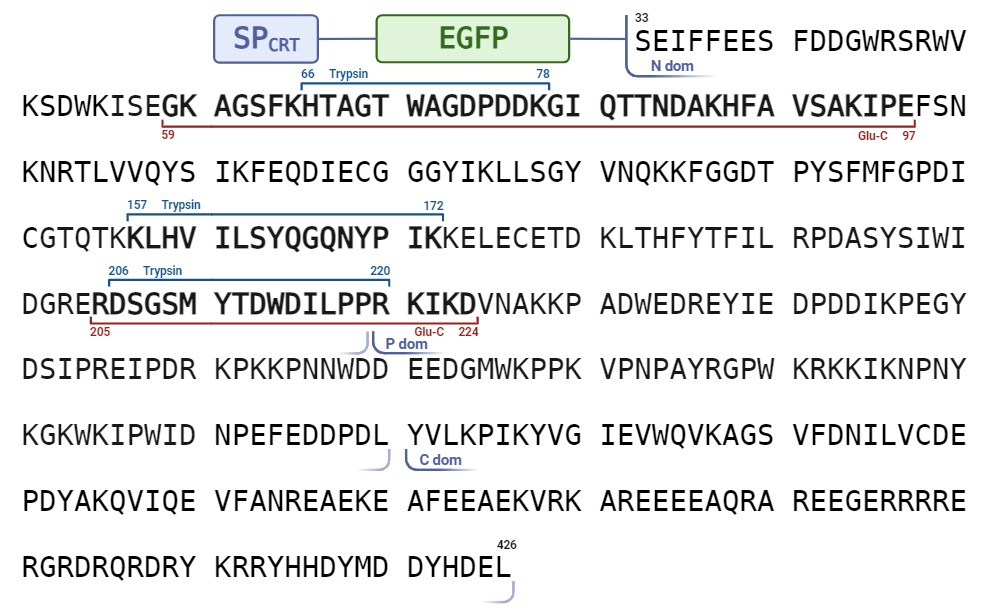 SPCRT EGFP 33
SEIFFEES FDDGWRSRWV
N dom
66 Trypsin 78
KSDWKISEGK AGSFKHTAGT WAGDPDDKGI QTTNDAKHFA VSAKIPEFSN
59 Glu-C 97
KNRTLVVQYS IKFEQDIECG GGYIKLLSGY VNQKKFGGDT PYSFMFGPDI
157 Trypsin 172
CGTQTKKLHV ILSYQGQNYP IKKELECETD KLTHFYTFIL RPDASYSIWI
206 Trypsin 220
DGRERDSGSM YTDWDILPPR KIKDVNAKKP ADWEDREYIE DPDDIKPEGY
205 Glu-C 224
P dom
DSIPREIPDR KPKKPNNWDD EEDGMWKPPK VPNPAYRGPW KRKKIKNPNY
KGKWKIPWID NPEFEDDPDL YVLKPIKYVG IEVWQVKAGS VFDNILVCDE
C dom
PDYAKQVIQE VFANREAEKE AFEEAEKVRK AREEEEAQRA REEGERRRRE
426
RGRDRQRDRY KRRYHHDYMD DYHDEL